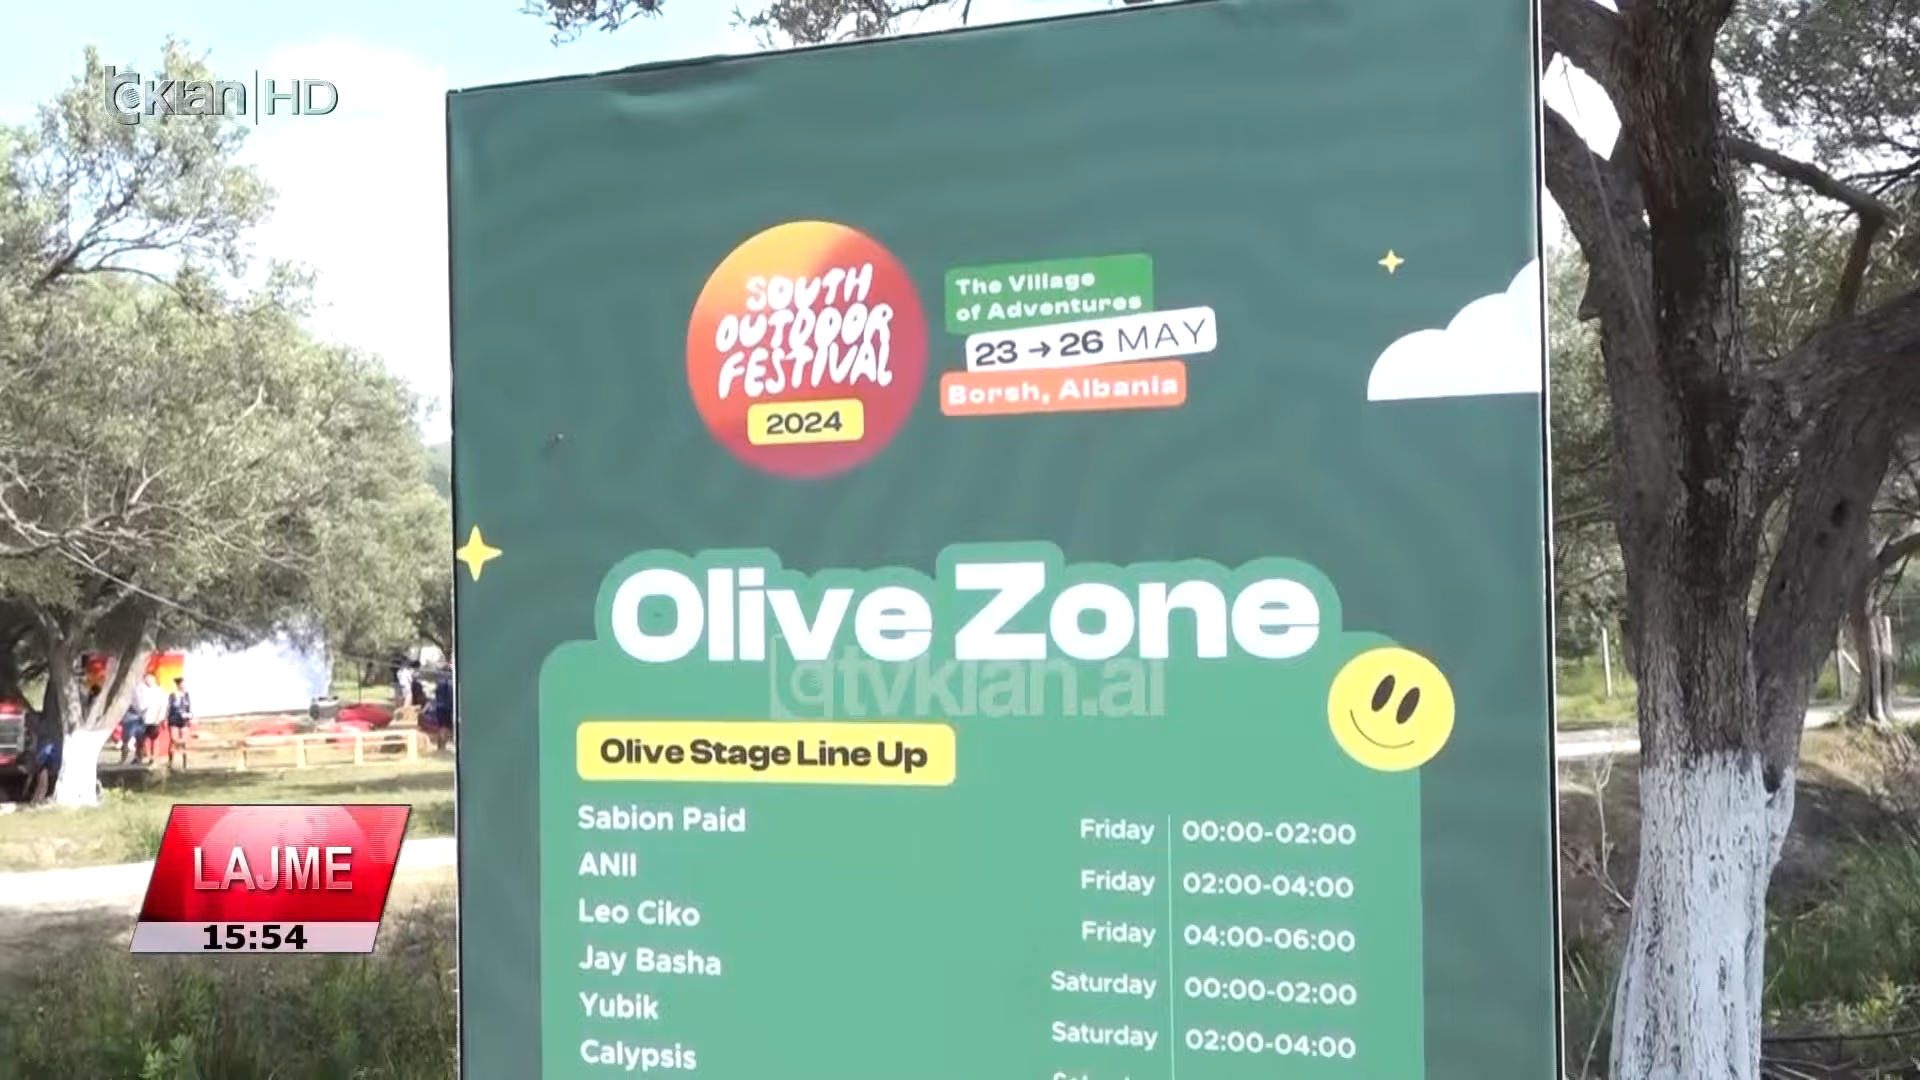 klan HD
SOUTH
OUTDOOR
FESTIVAL
2024
The Village
of Adventures
23 → 26 MAY
Borsh, Albania
Olive Zone
tvklan.al
Olive Stage Line Up
Sabion Paid
Friday 00:00-02:00
ANII
Friday 02:00-04:00
Leo Ciko
Friday 04:00-06:00
Jay Basha
Saturday 00:00-02:00
Yubik
Saturday 02:00-04:00
Calypsis
LAJME
15:54